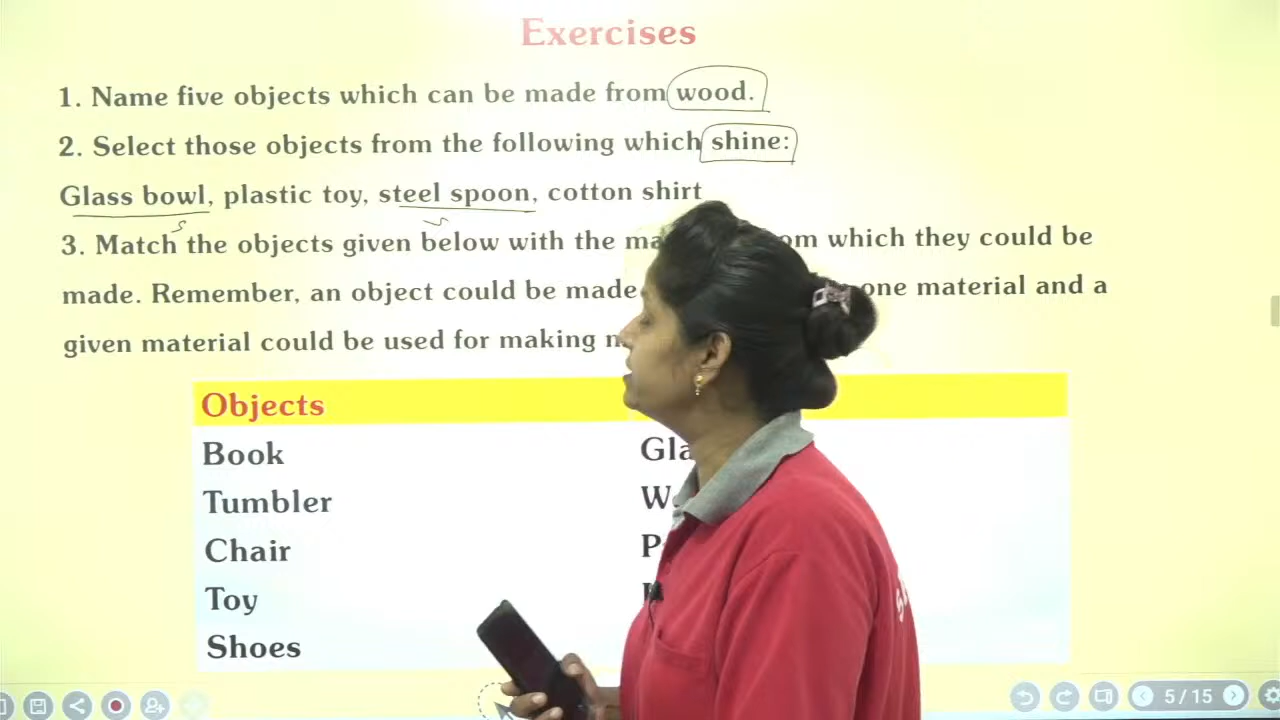 Exercises
1. Name five objects which can be made from wood.
2. Select those objects from the following which shine:
Glass bowl, plastic toy, steel spoon, cotton shirt
3. Match the objects given below with the which they could be
made. Remember, an object could be made one material and a
given material could be used for making
Objects
Book
Tumbler
Chair
Toy
Shoes
5 / 15